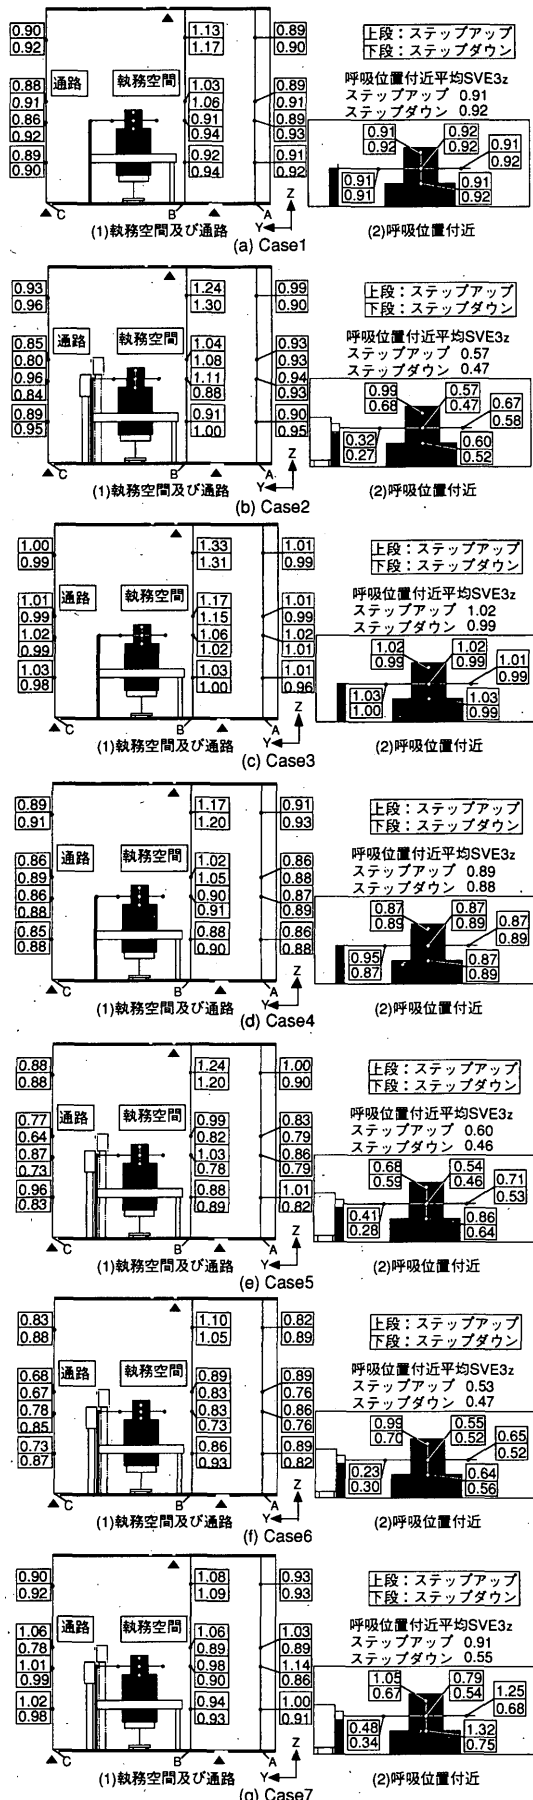 0.90
0.92
1.13
1.17
0.89
0.90
上段：ステップアップ
下段：ステップダウン
通路
執務空間
呼吸位置付近平均SVE3z
ステップアップ 0.91
ステップダウン 0.92
0.88
0.91
0.86
0.92
0.89
0.90
1.03
1.06
0.91
0.94
0.92
0.94
0.89
0.91
0.89
0.93
0.91
0.92
0.91
0.92
0.92
0.92
0.91
0.92
0.91
0.91
0.91
0.92
C
B
A
Z
Y
(1)執務空間及び通路
(2)呼吸位置付近
(a) Case1
0.93
0.96
1.24
1.30
0.99
0.90
上段：ステップアップ
下段：ステップダウン
通路
執務空間
呼吸位置付近平均SVE3z
ステップアップ 0.57
ステップダウン 0.47
0.85
0.80
0.96
0.84
0.89
0.95
1.04
1.08
1.11
0.88
0.91
1.00
0.93
0.93
0.94
0.93
0.90
0.95
0.99
0.68
0.57
0.47
0.67
0.58
0.32
0.27
0.60
0.52
C
B
A
Z
Y
(1)執務空間及び通路
(2)呼吸位置付近
(b) Case2
1.00
0.99
1.33
1.31
1.01
0.99
上段：ステップアップ
下段：ステップダウン
通路
執務空間
呼吸位置付近平均SVE3z
ステップアップ 1.02
ステップダウン 0.99
1.01
0.99
1.02
0.99
1.03
0.98
1.17
1.15
1.06
1.02
1.03
1.00
1.01
0.99
1.02
1.01
1.01
0.96
1.02
0.99
1.02
0.99
1.01
0.99
1.03
1.00
1.03
0.99
C
B
A
Z
Y
(1)執務空間及び通路
(2)呼吸位置付近
(c) Case3
0.89
0.91
1.17
1.20
0.91
0.93
上段：ステップアップ
下段：ステップダウン
通路
執務空間
呼吸位置付近平均SVE3z
ステップアップ 0.89
ステップダウン 0.88
0.86
0.89
0.86
0.88
0.85
0.88
1.02
1.05
0.90
0.91
0.88
0.90
0.86
0.88
0.87
0.89
0.86
0.88
0.87
0.89
0.87
0.89
0.87
0.89
0.95
0.87
0.87
0.89
C
B
A
Z
Y
(1)執務空間及び通路
(2)呼吸位置付近
(d) Case4
0.88
0.88
1.24
1.20
1.00
0.90
上段：ステップアップ
下段：ステップダウン
通路
執務空間
呼吸位置付近平均SVE3z
ステップアップ 0.60
ステップダウン 0.46
0.77
0.64
0.87
0.73
0.96
0.83
0.99
0.82
1.03
0.78
0.88
0.89
0.83
0.79
0.86
0.79
1.01
0.82
0.68
0.59
0.54
0.46
0.71
0.53
0.41
0.28
0.86
0.64
C
B
A
Z
Y
(1)執務空間及び通路
(2)呼吸位置付近
(e) Case5
0.83
0.88
1.10
1.05
0.82
0.89
上段：ステップアップ
下段：ステップダウン
通路
執務空間
呼吸位置付近平均SVE3z
ステップアップ 0.53
ステップダウン 0.47
0.68
0.67
0.78
0.85
0.73
0.87
0.89
0.83
0.83
0.73
0.86
0.93
0.89
0.76
0.86
0.76
0.89
0.82
0.99
0.70
0.55
0.52
0.65
0.52
0.23
0.30
0.64
0.56
C
B
A
Z
Y
(1)執務空間及び通路
(2)呼吸位置付近
(f) Case6
0.90
0.92
1.08
1.09
0.93
0.93
上段：ステップアップ
下段：ステップダウン
通路
執務空間
呼吸位置付近平均SVE3z
ステップアップ 0.91
ステップダウン 0.55
1.06
0.78
1.01
0.99
1.02
0.98
1.06
0.89
0.98
0.90
0.94
0.93
1.03
0.89
1.14
0.86
1.00
0.91
1.05
0.67
0.79
0.54
1.25
0.68
0.48
0.34
1.32
0.75
C
B
A
Z
Y
(1)執務空間及び通路
(2)呼吸位置付近
(g) Case7